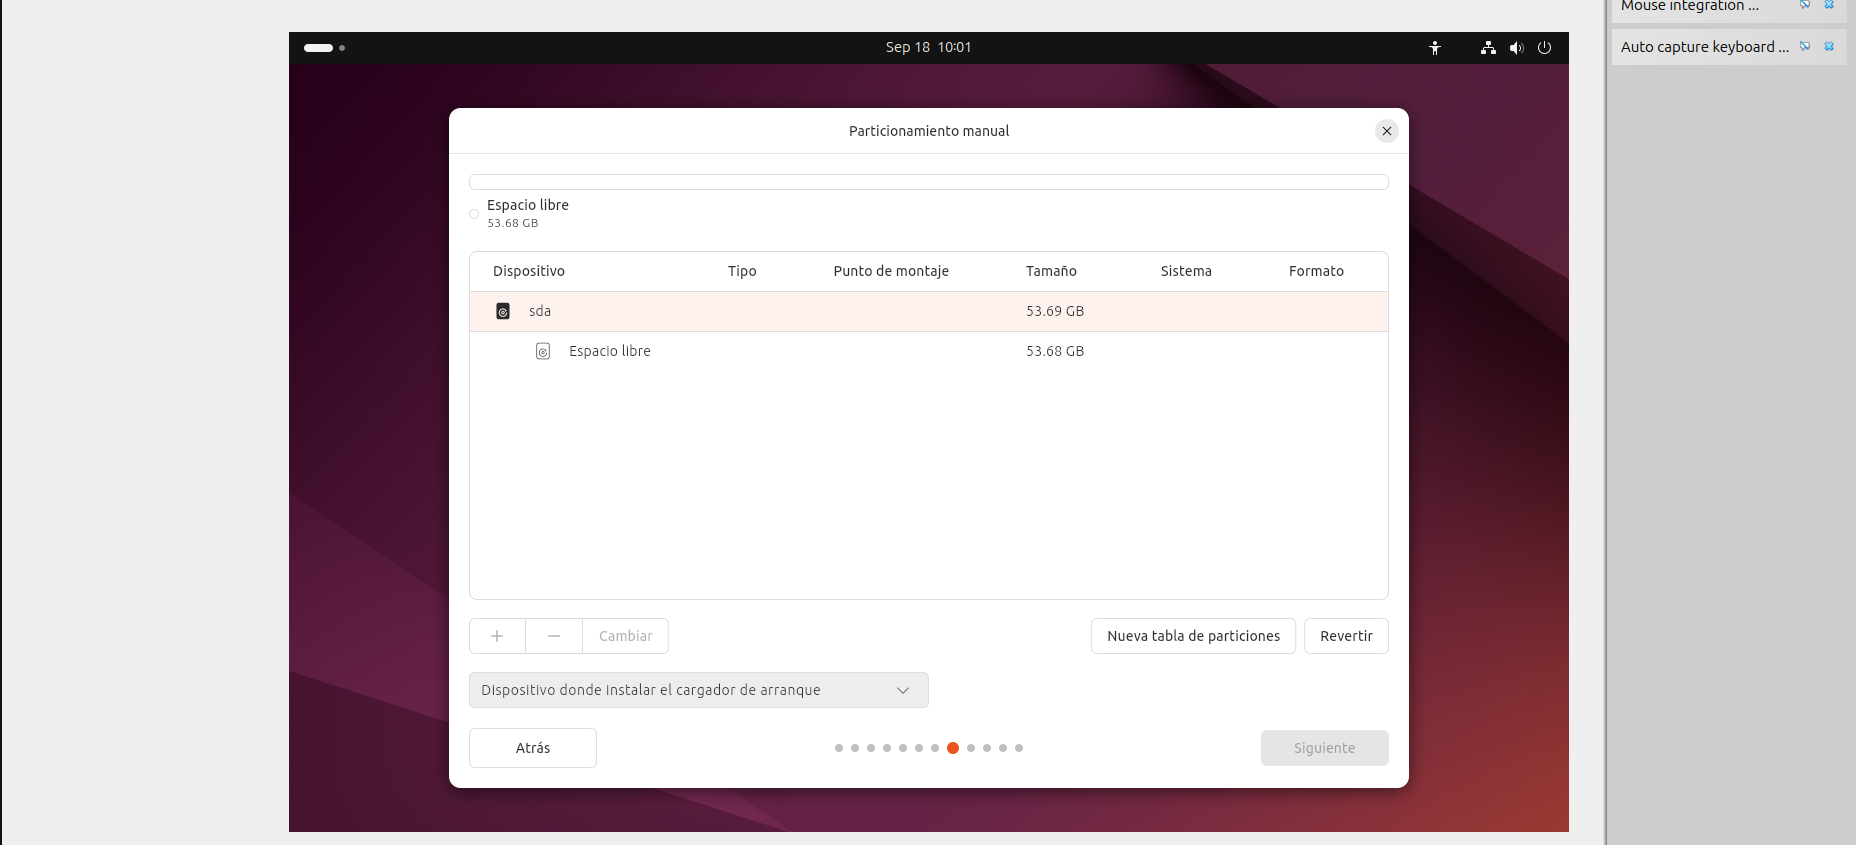 Mouse integration ...
Auto capture keyboard ...
Sep 18 10:01
Particionamiento manual
Espacio libre
53.68 GB
Dispositivo Tipo Punto de montaje Tamaño Sistema Formato
sda 53.69 GB
Espacio libre 53.68 GB
+ − Cambiar Nueva tabla de particiones Revertir
Dispositivo donde instalar el cargador de arranque
Atrás Siguiente